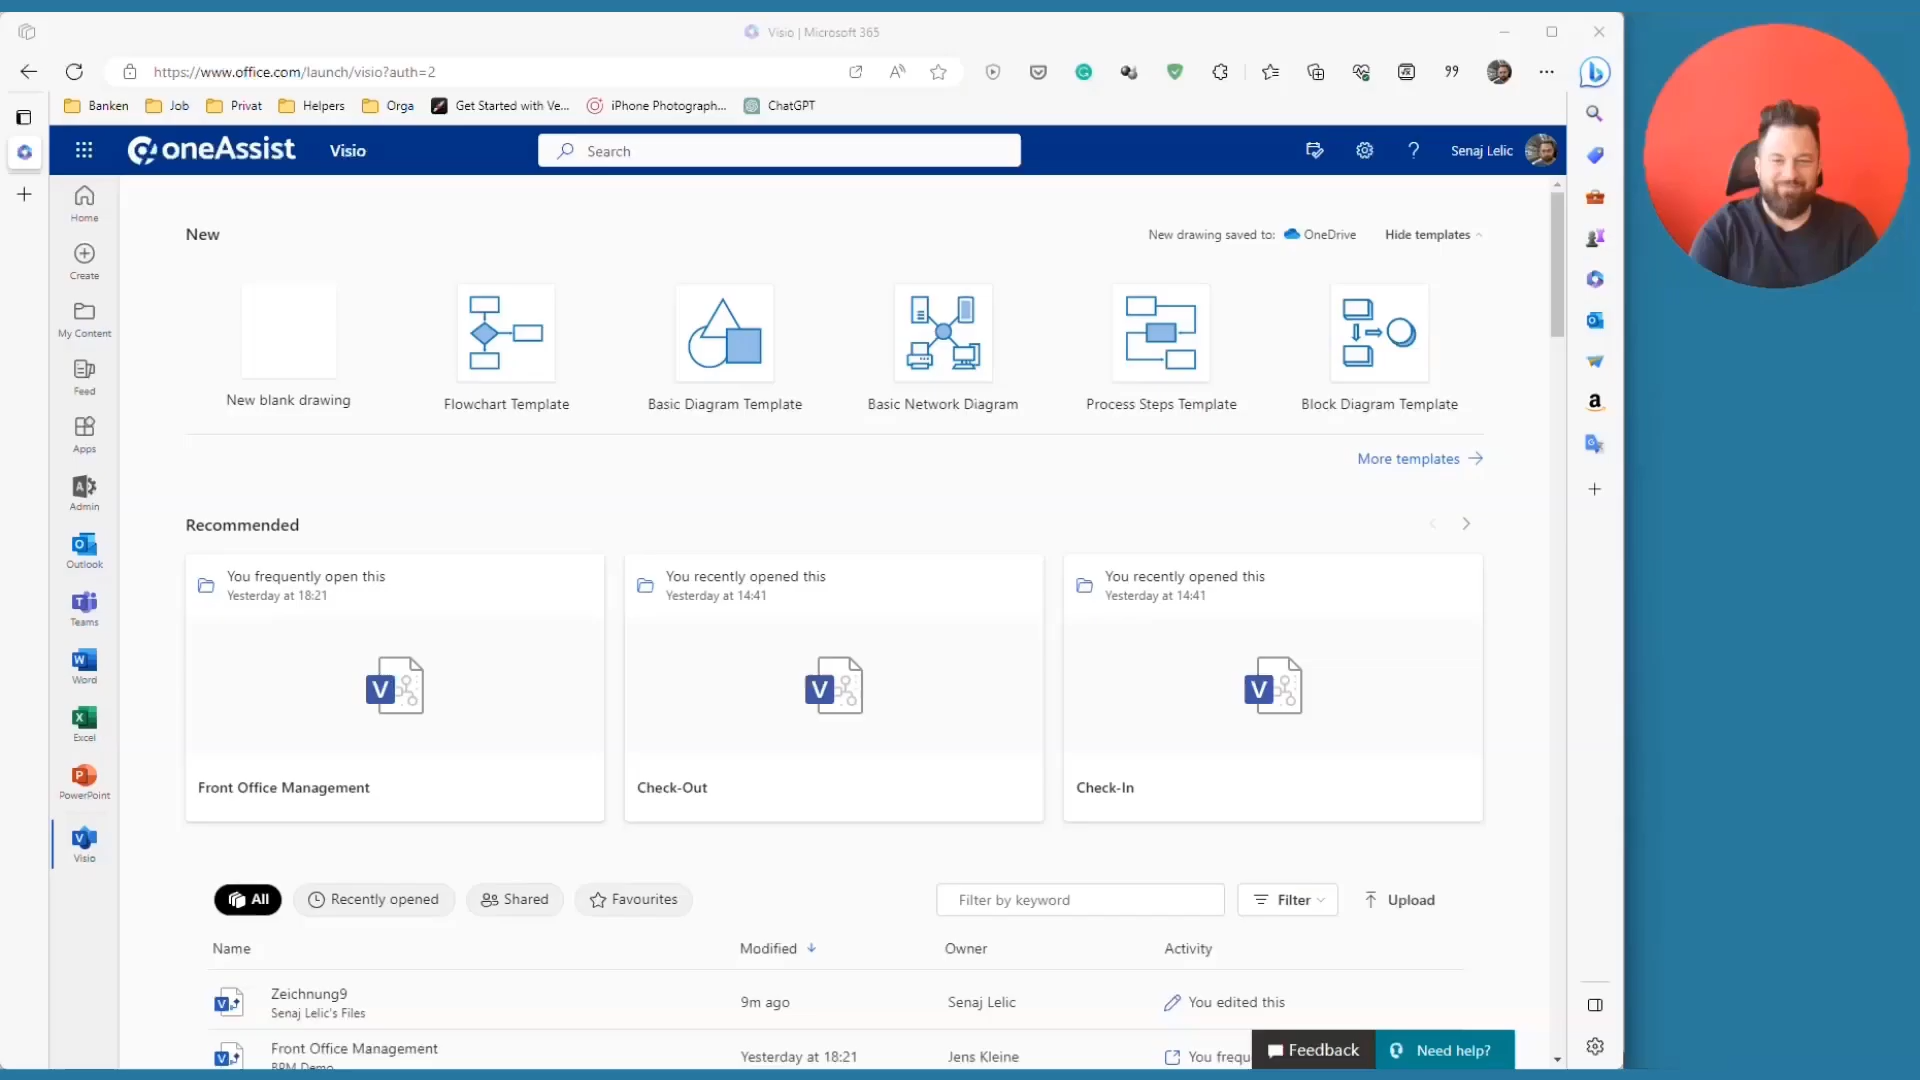 Visio | Microsoft 365
https://www.office.com/launch/visio?auth=2
Banken Job Privat Helpers Orga Get Started with Ve... iPhone Photograph... ChatGPT
oneAssist Visio Search Senaj Lelic
Home
Create
My Content
Feed
Apps
Admin
Outlook
Teams
Word
Excel
PowerPoint
Visio
New
New drawing saved to: OneDrive Hide templates
New blank drawing
Flowchart Template
Basic Diagram Template
Basic Network Diagram
Process Steps Template
Block Diagram Template
More templates
Recommended
You frequently open this
Yesterday at 18:21
Front Office Management
You recently opened this
Yesterday at 14:41
Check-Out
You recently opened this
Yesterday at 14:41
Check-In
All Recently opened Shared Favourites Filter by keyword Filter Upload
Name Modified Owner Activity
Zeichnung9 9m ago Senaj Lelic You edited this
Senaj Lelic's Files
Front Office Management Yesterday at 18:21 Jens Kleine You frequ
BPM Demo
Feedback Need help?